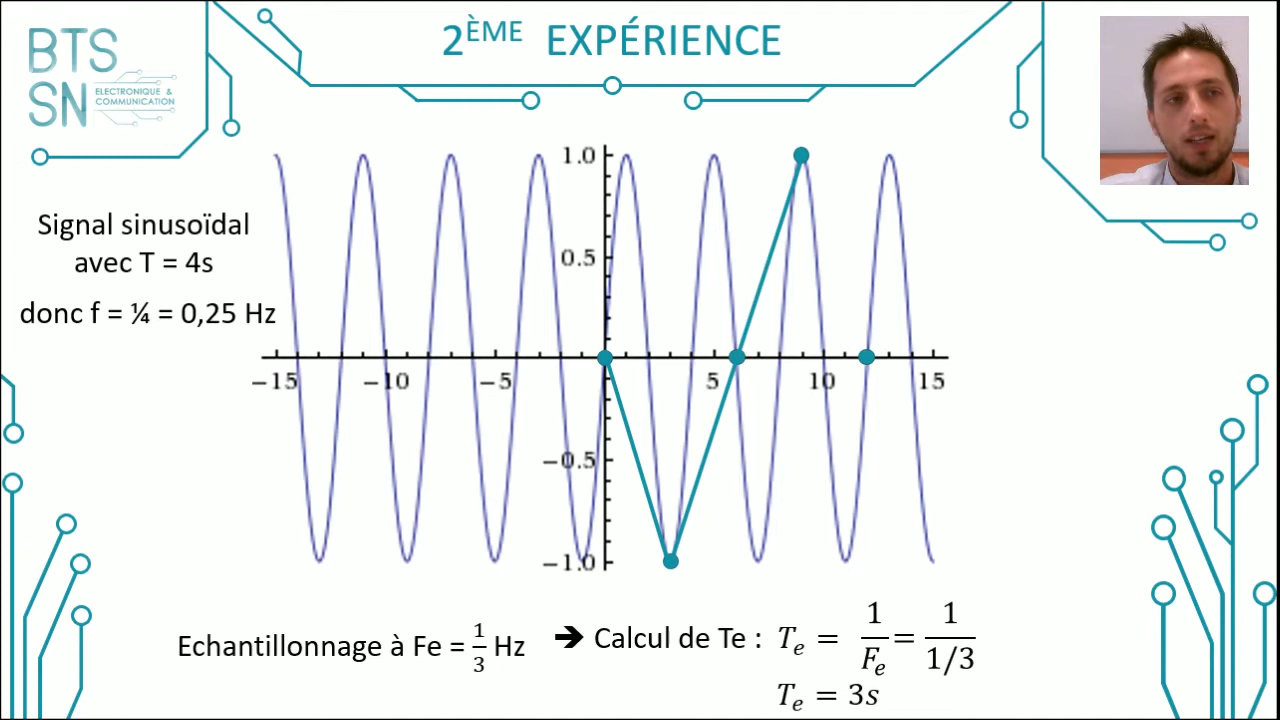 BTS
SN
ELECTRONIQUE &
COMMUNICATION
2ÈME EXPÉRIENCE
Signal sinusoïdal
avec T = 4s
donc f = ¼ = 0,25 Hz
1.0
0.5
−15 −10 −5 5 10 15
−0.5
−1.0
Echantillonnage à Fe = 1/3 Hz ➔ Calcul de Te : Te = 1/Fe = 1/(1/3)
Te = 3s